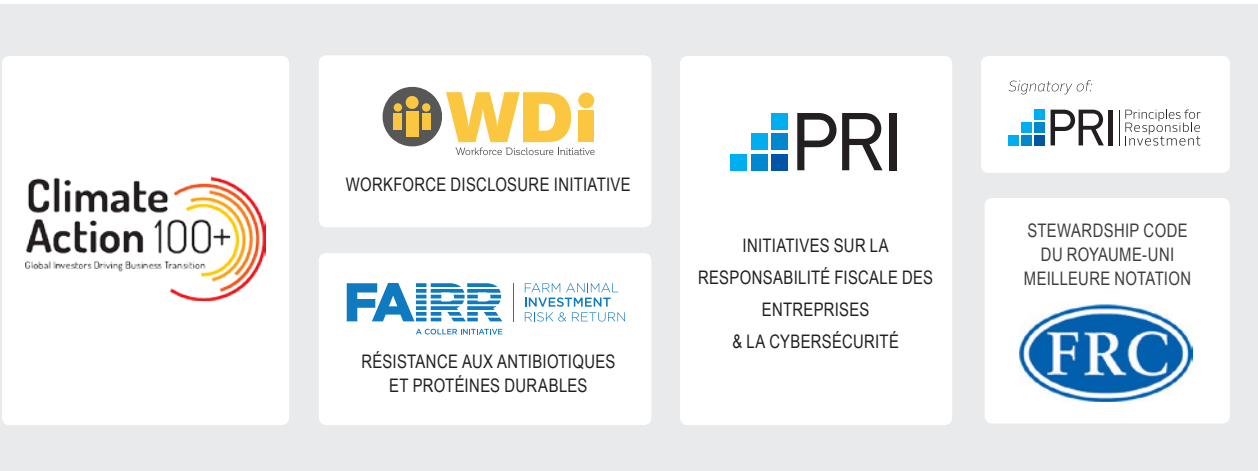 Climate
Action 100+
Global Investors Driving Business Transition
WDi
Workforce Disclosure Initiative
WORKFORCE DISCLOSURE INITIATIVE
FAIRR
A COLLER INITIATIVE
FARM ANIMAL
INVESTMENT
RISK & RETURN
RÉSISTANCE AUX ANTIBIOTIQUES
ET PROTÉINES DURABLES
PRI
INITIATIVES SUR LA
RESPONSABILITÉ FISCALE DES
ENTREPRISES
& LA CYBERSÉCURITÉ
Signatory of:
PRI
Principles for
Responsible
Investment
STEWARDSHIP CODE
DU ROYAUME-UNI
MEILLEURE NOTATION
FRC